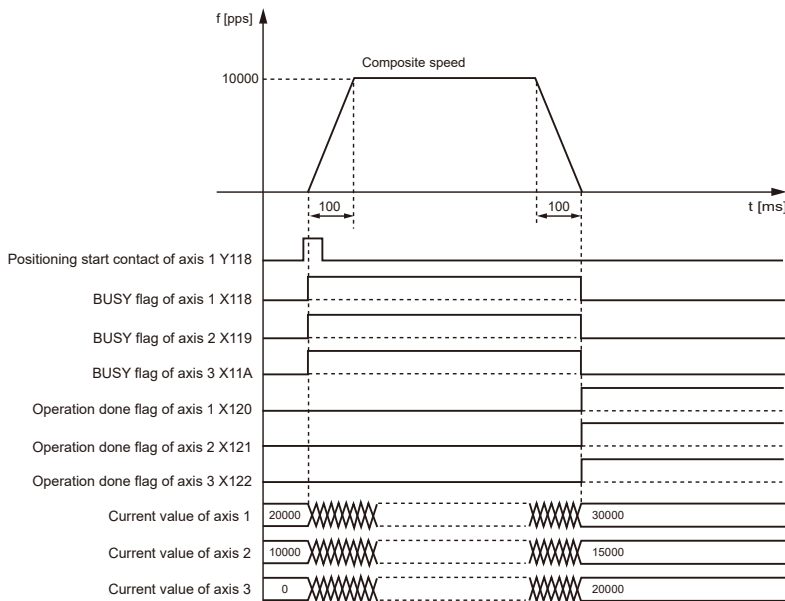 f [pps]
Composite speed
10000
100
100
t [ms]
Positioning start contact of axis 1 Y118
BUSY flag of axis 1 X118
BUSY flag of axis 2 X119
BUSY flag of axis 3 X11A
Operation done flag of axis 1 X120
Operation done flag of axis 2 X121
Operation done flag of axis 3 X122
Current value of axis 1
20000
30000
Current value of axis 2
10000
15000
Current value of axis 3
0
20000